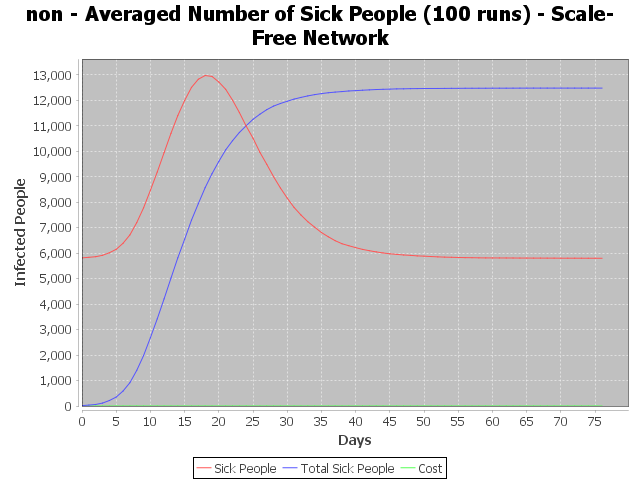 non - Averaged Number of Sick People (100 runs) - Scale-
Free Network
13,000
12,000
11,000
10,000
9,000
8,000
7,000
6,000
5,000
4,000
3,000
2,000
1,000
0
Infected People
0 5 10 15 20 25 30 35 40 45 50 55 60 65 70 75
Days
Sick People Total Sick People Cost